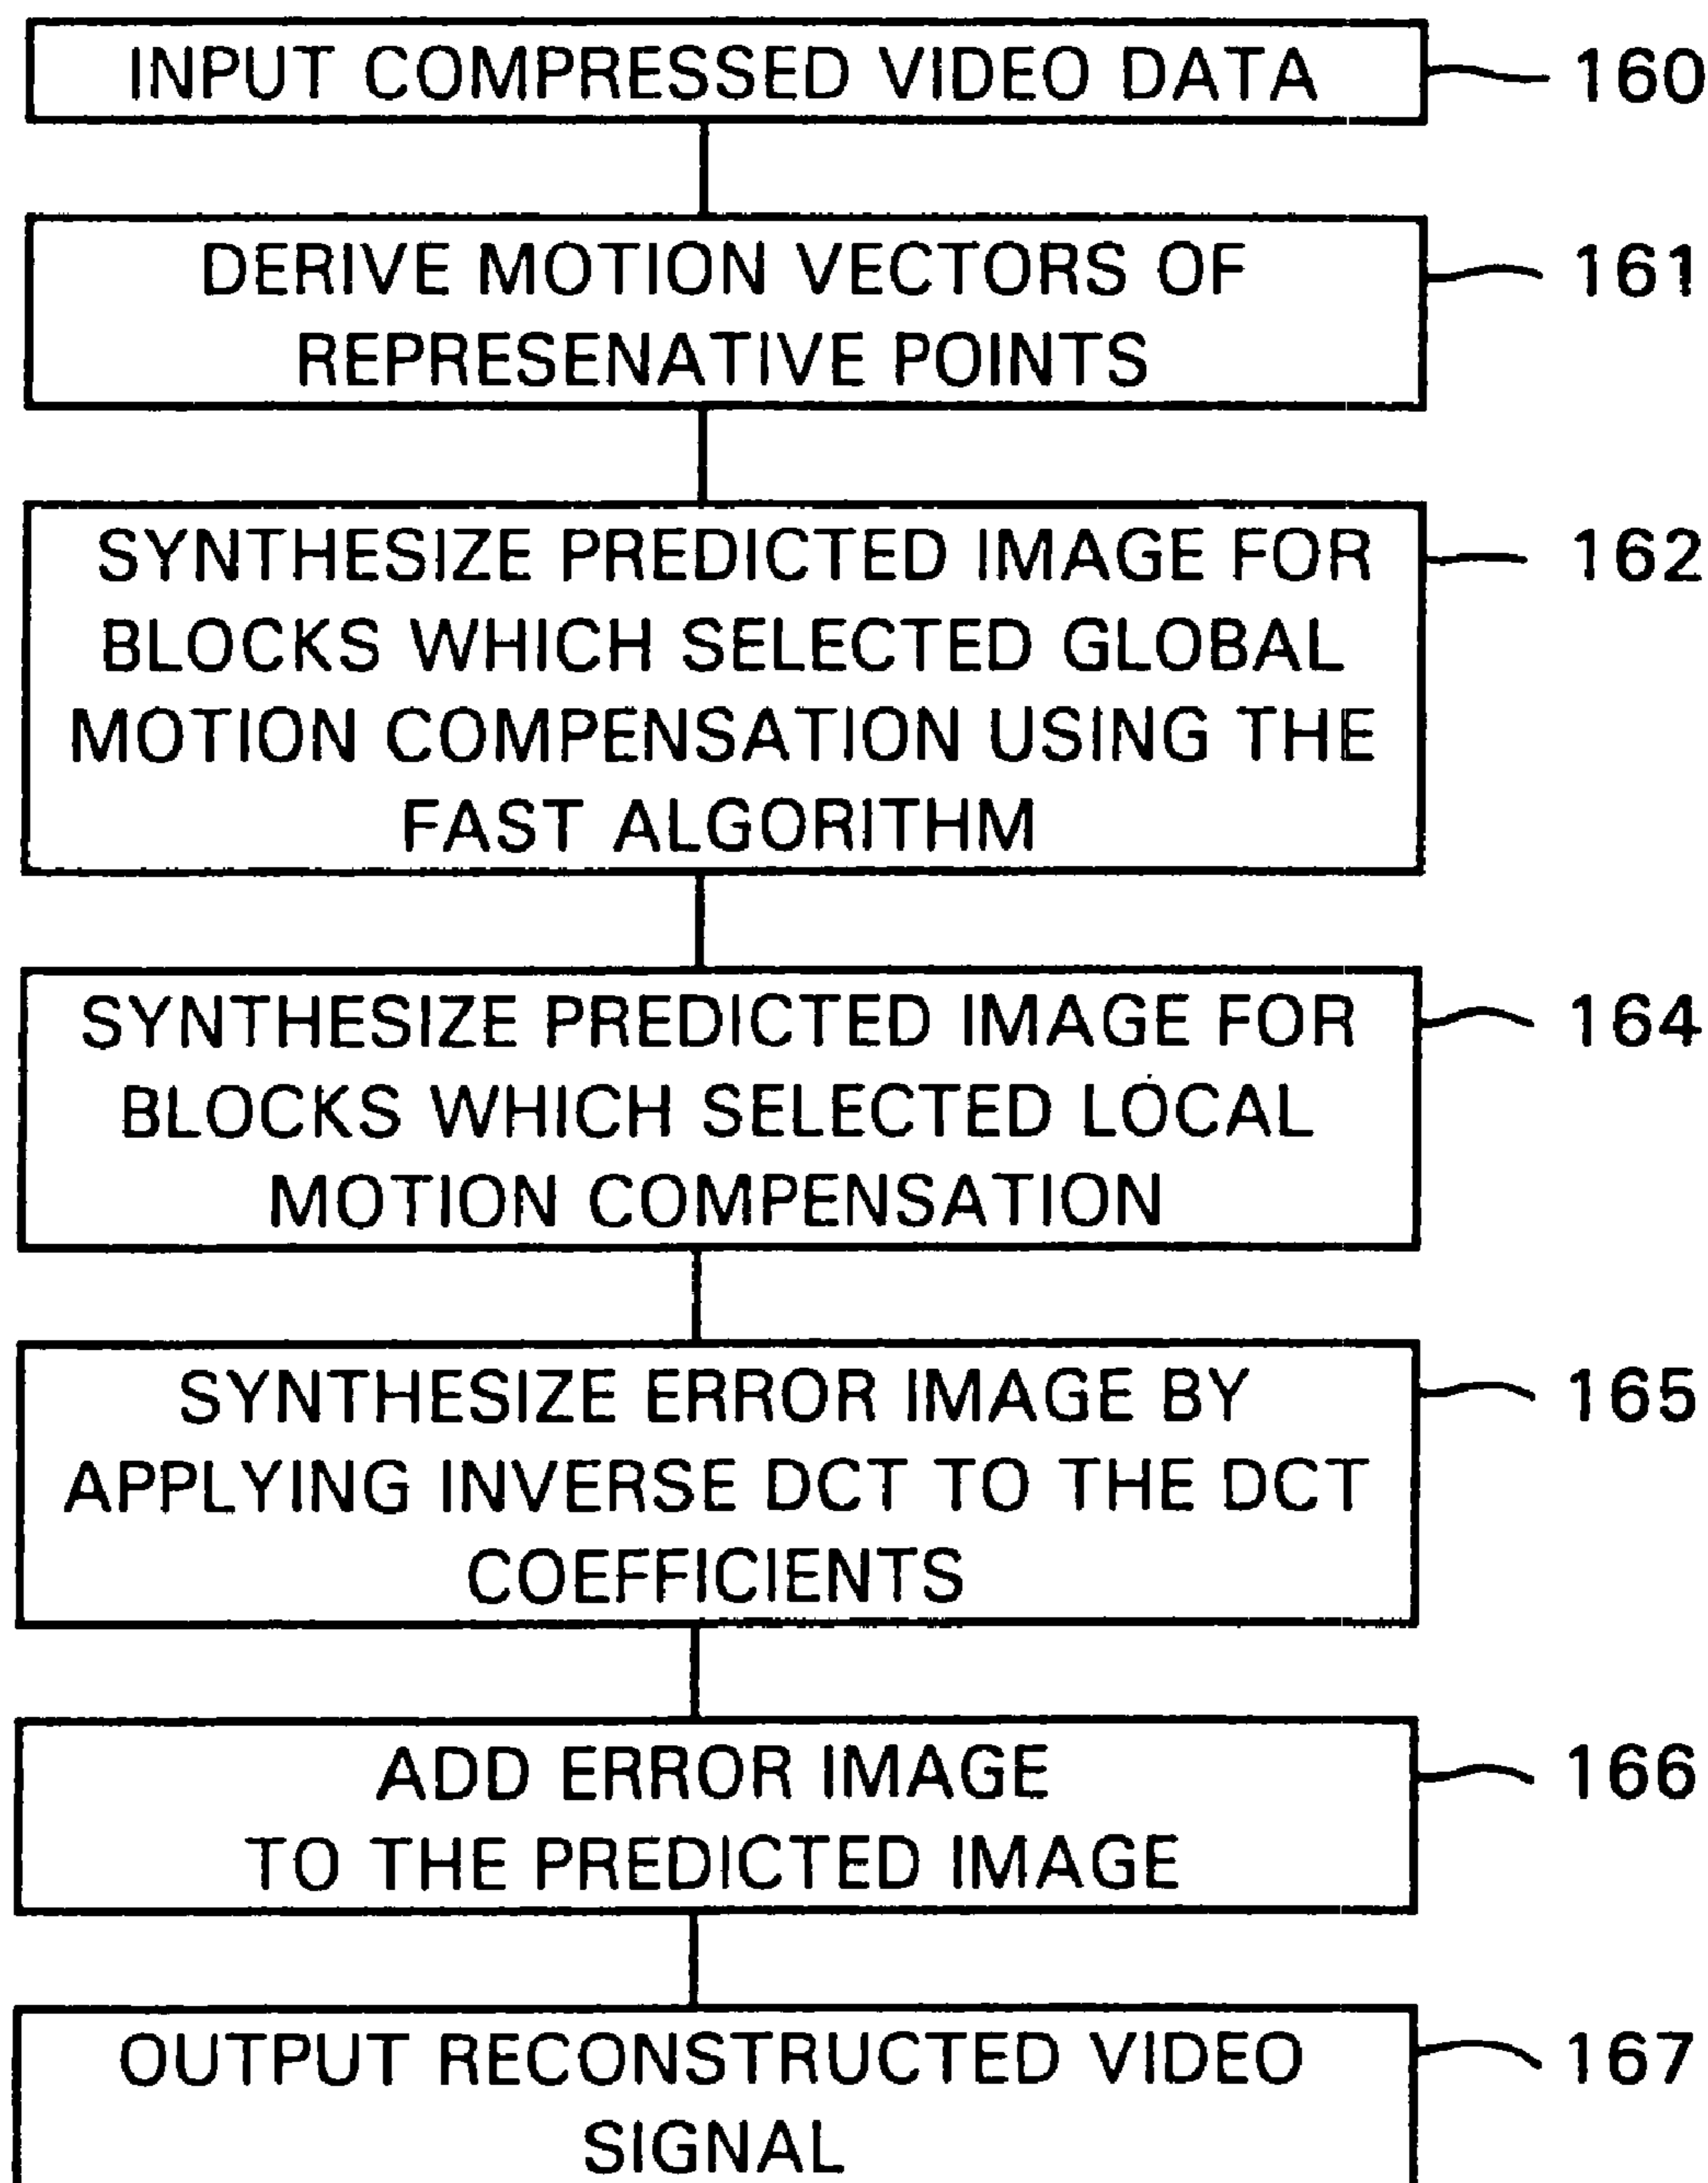 INPUT COMPRESSED VIDEO DATA 160
DERIVE MOTION VECTORS OF 161
REPRESENATIVE POINTS
SYNTHESIZE PREDICTED IMAGE FOR 162
BLOCKS WHICH SELECTED GLOBAL
MOTION COMPENSATION USING THE
FAST ALGORITHM
SYNTHESIZE PREDICTED IMAGE FOR 164
BLOCKS WHICH SELECTED LOCAL
MOTION COMPENSATION
SYNTHESIZE ERROR IMAGE BY 165
APPLYING INVERSE DCT TO THE DCT
COEFFICIENTS
ADD ERROR IMAGE 166
TO THE PREDICTED IMAGE
OUTPUT RECONSTRUCTED VIDEO 167
SIGNAL